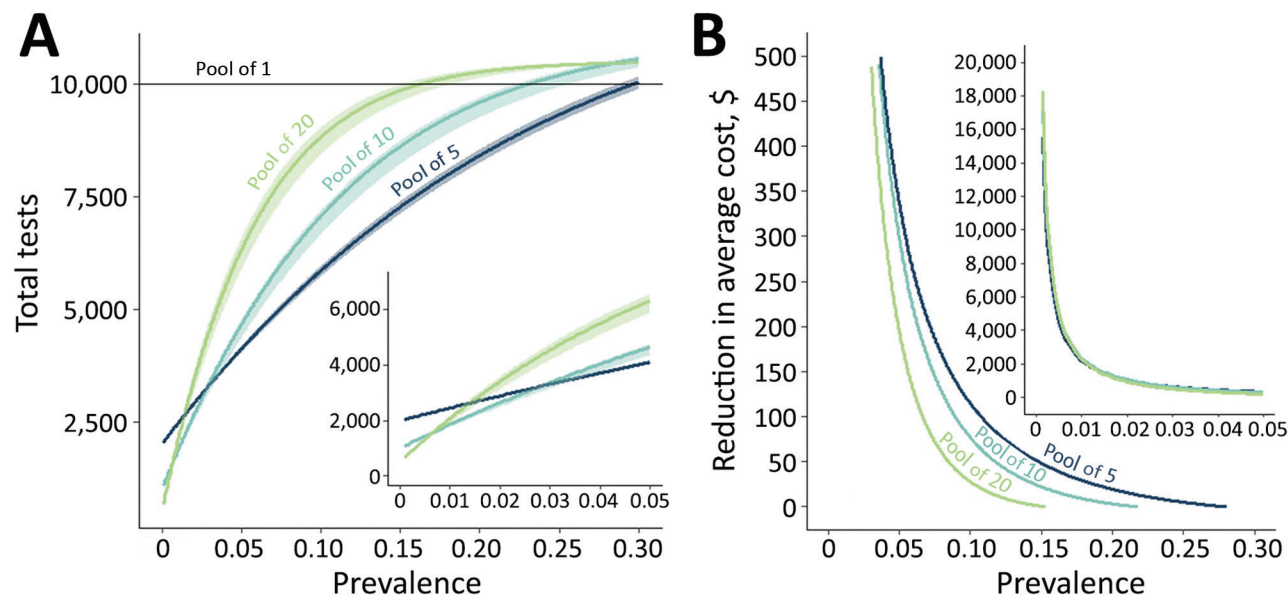 A
Total tests
10,000
7,500
5,000
2,500
Pool of 1
Pool of 20
Pool of 10
Pool of 5
6,000
4,000
2,000
0
0 0.01 0.02 0.03 0.04 0.05
0 0.05 0.10 0.15 0.20 0.25 0.30
Prevalence
B
Reduction in average cost, $
500
450
400
350
300
250
200
150
100
50
0
20,000
18,000
16,000
14,000
12,000
10,000
8,000
6,000
4,000
2,000
0
0 0.01 0.02 0.03 0.04 0.05
Pool of 20
Pool of 10
Pool of 5
0 0.05 0.10 0.15 0.20 0.25 0.30
Prevalence